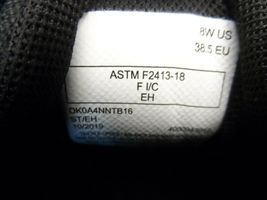 8W US
38.5 EU
ASTM F2413-18
F I/C
EH
DK0A4NNTB16
ST/EH
10/2019